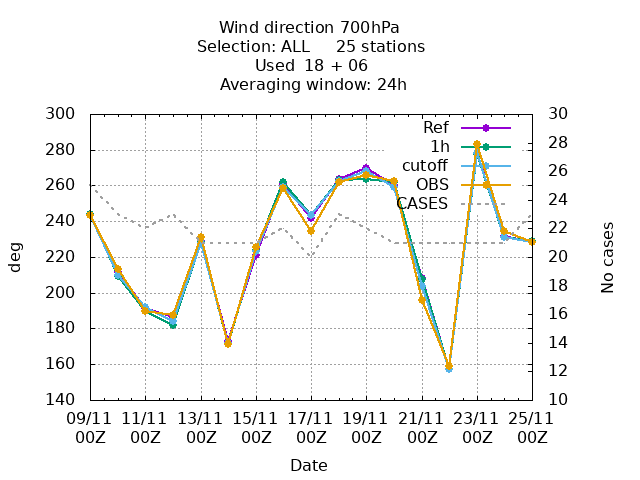 Wind direction 700hPa
Selection: ALL 25 stations
Used 18 + 06
Averaging window: 24h
300 30
280 28
260 26
240 24
220 22
200 20
180 18
160 16
140 14
12
10
Ref
1h
cutoff
OBS
CASES
deg
No cases
09/11 11/11 13/11 15/11 17/11 19/11 21/11 23/11 25/11
00Z 00Z 00Z 00Z 00Z 00Z 00Z 00Z 00Z
Date